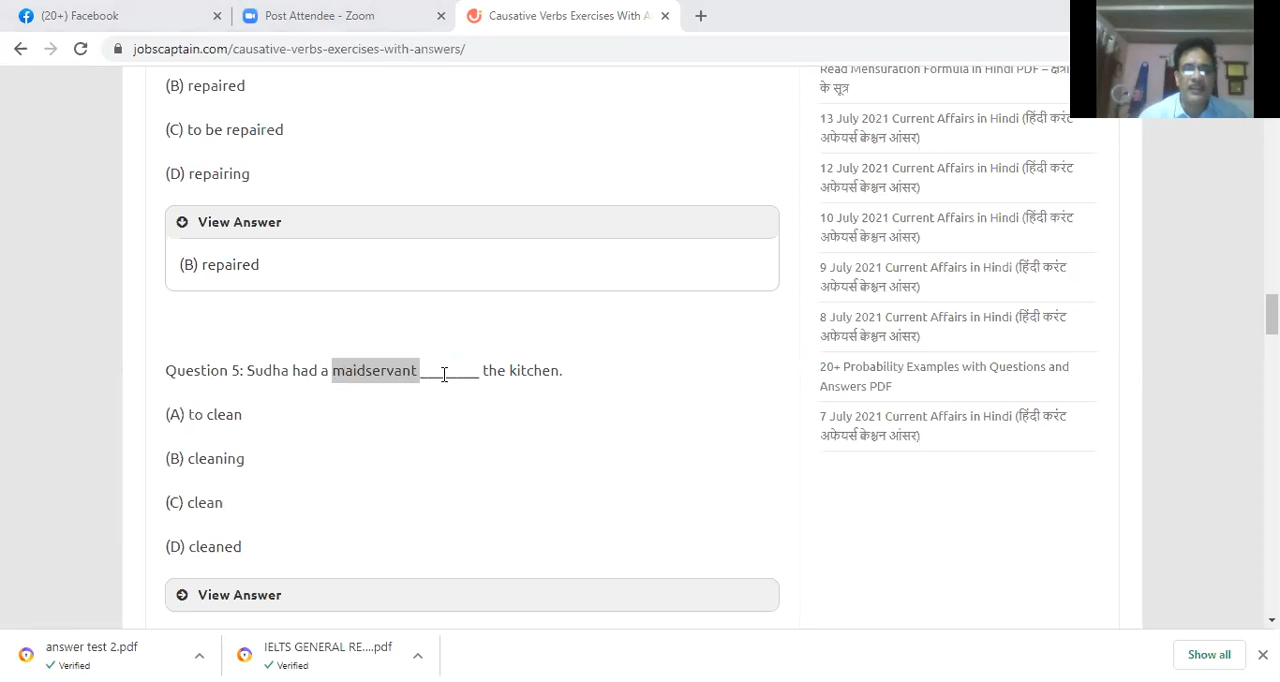 (20+) Facebook
Post Attendee - Zoom
Causative Verbs Exercises With A
jobscaptain.com/causative-verbs-exercises-with-answers/
(B) repaired
(C) to be repaired
(D) repairing
View Answer
(B) repaired
Question 5: Sudha had a maidservant ________ the kitchen.
(A) to clean
(B) cleaning
(C) clean
(D) cleaned
View Answer
Read Mensuration Formula in Hindi PDF – क्षेत्र
के सूत्र
13 July 2021 Current Affairs in Hindi (हिंदी करंट
अफेयर्स क्वेश्चन आंसर)
12 July 2021 Current Affairs in Hindi (हिंदी करंट
अफेयर्स क्वेश्चन आंसर)
10 July 2021 Current Affairs in Hindi (हिंदी करंट
अफेयर्स क्वेश्चन आंसर)
9 July 2021 Current Affairs in Hindi (हिंदी करंट
अफेयर्स क्वेश्चन आंसर)
8 July 2021 Current Affairs in Hindi (हिंदी करंट
अफेयर्स क्वेश्चन आंसर)
20+ Probability Examples with Questions and
Answers PDF
7 July 2021 Current Affairs in Hindi (हिंदी करंट
अफेयर्स क्वेश्चन आंसर)
answer test 2.pdf
Verified
IELTS GENERAL RE....pdf
Verified
Show all